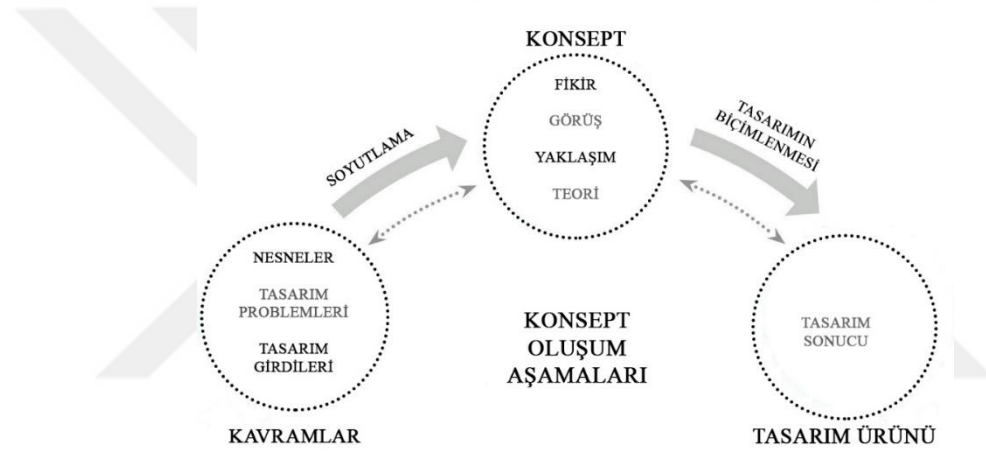 KONSEPT
FİKİR
GÖRÜŞ
YAKLAŞIM
TEORİ
SOYUTLAMA
TASARIMIN
BİÇİMLENMESİ
NESNELER
TASARIM
PROBLEMLERİ
TASARIM
GİRDİLERİ
KAVRAMLAR
KONSEPT
OLUŞUM
AŞAMALARI
TASARIM
SONUCU
TASARIM ÜRÜNÜ